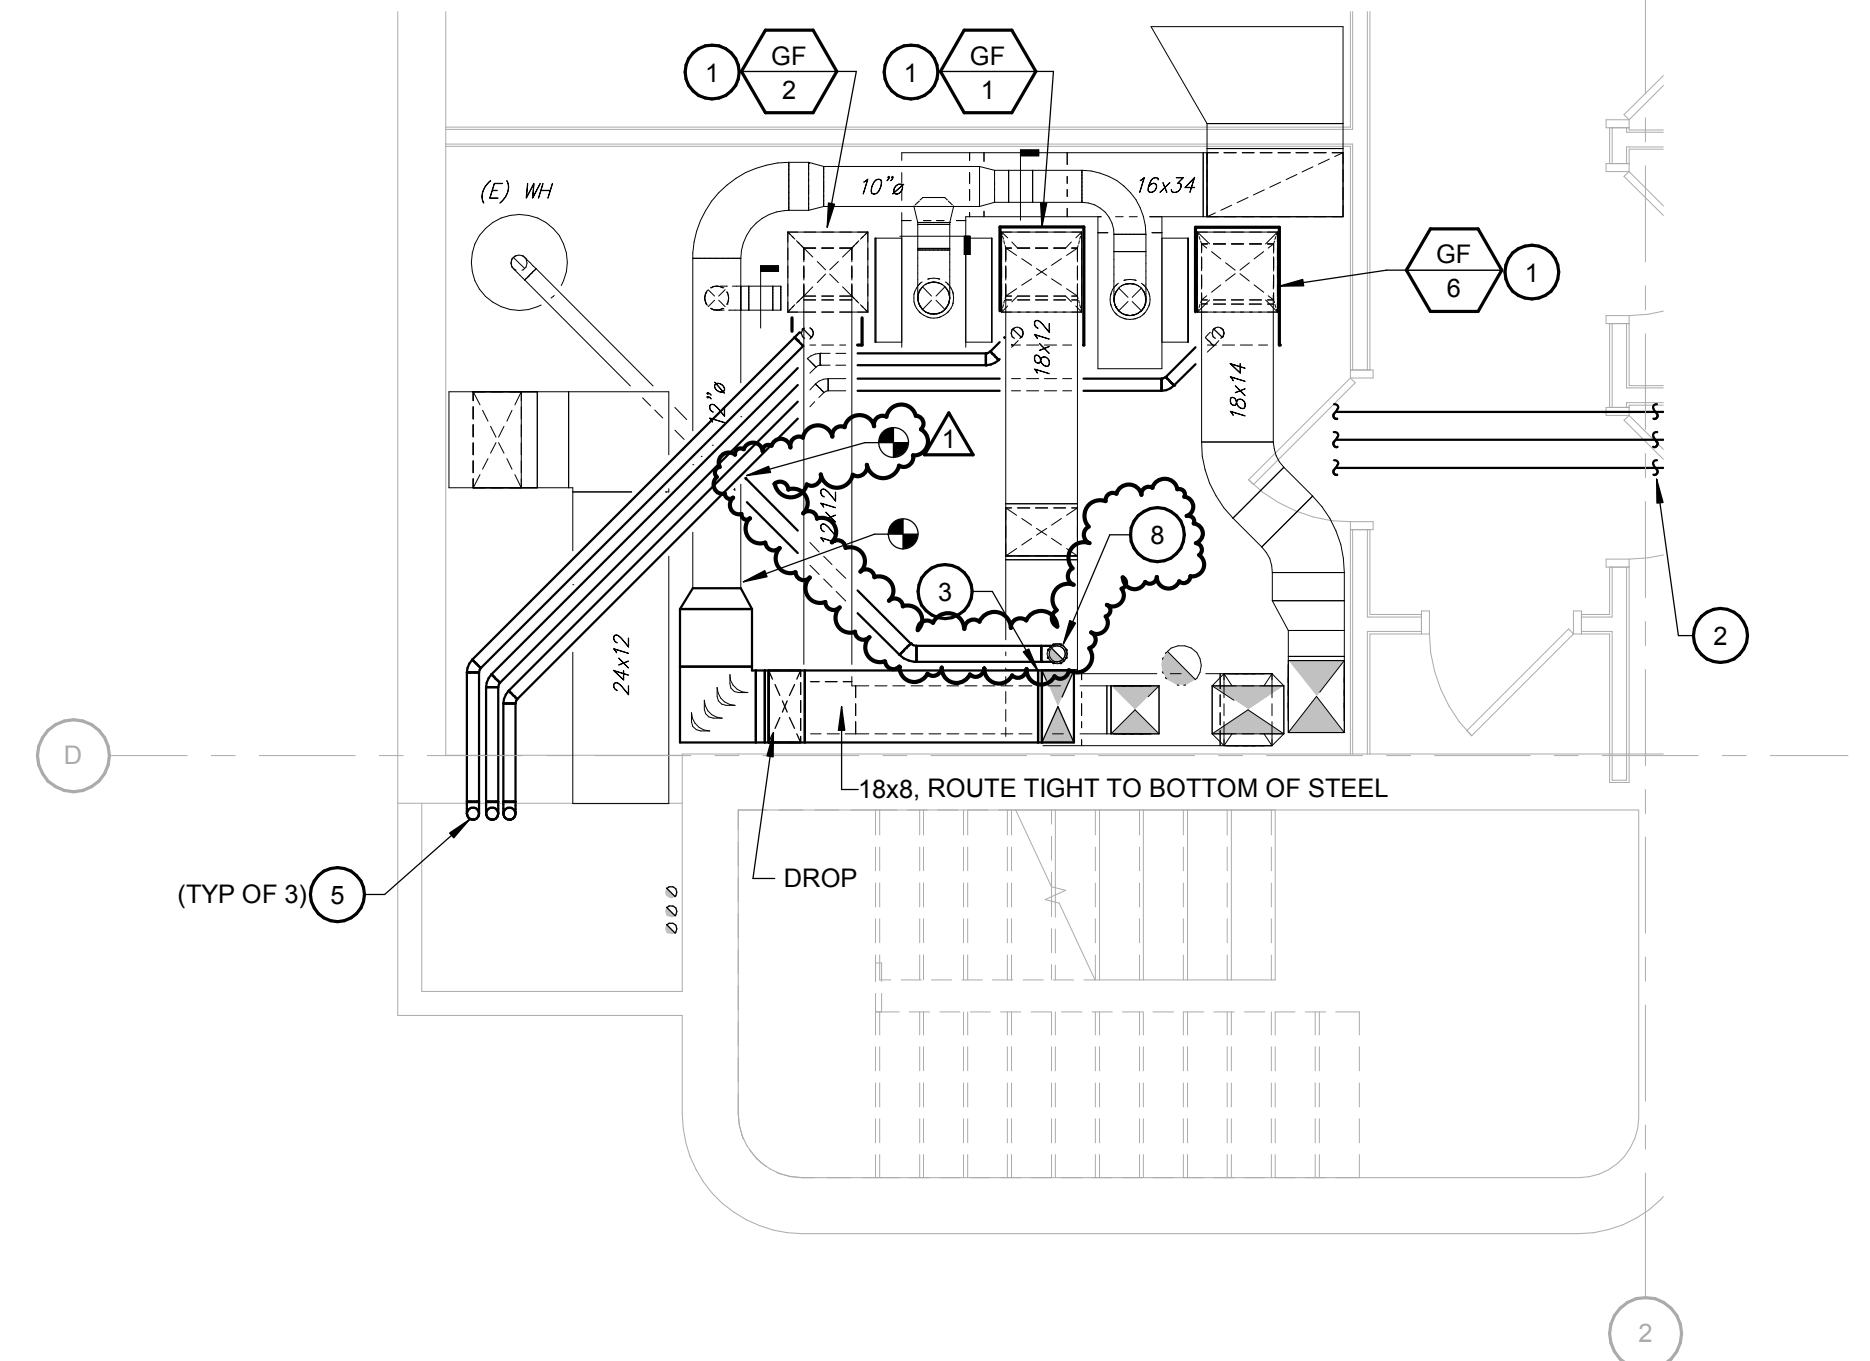 1
GF
2
1
GF
1
(E) WH
10"ø
16x34
GF
6
1
18x12
18x14
12"ø
1
12x12
8
3
2
24x12
D
18x8, ROUTE TIGHT TO BOTTOM OF STEEL
DROP
(TYP OF 3)
5
2